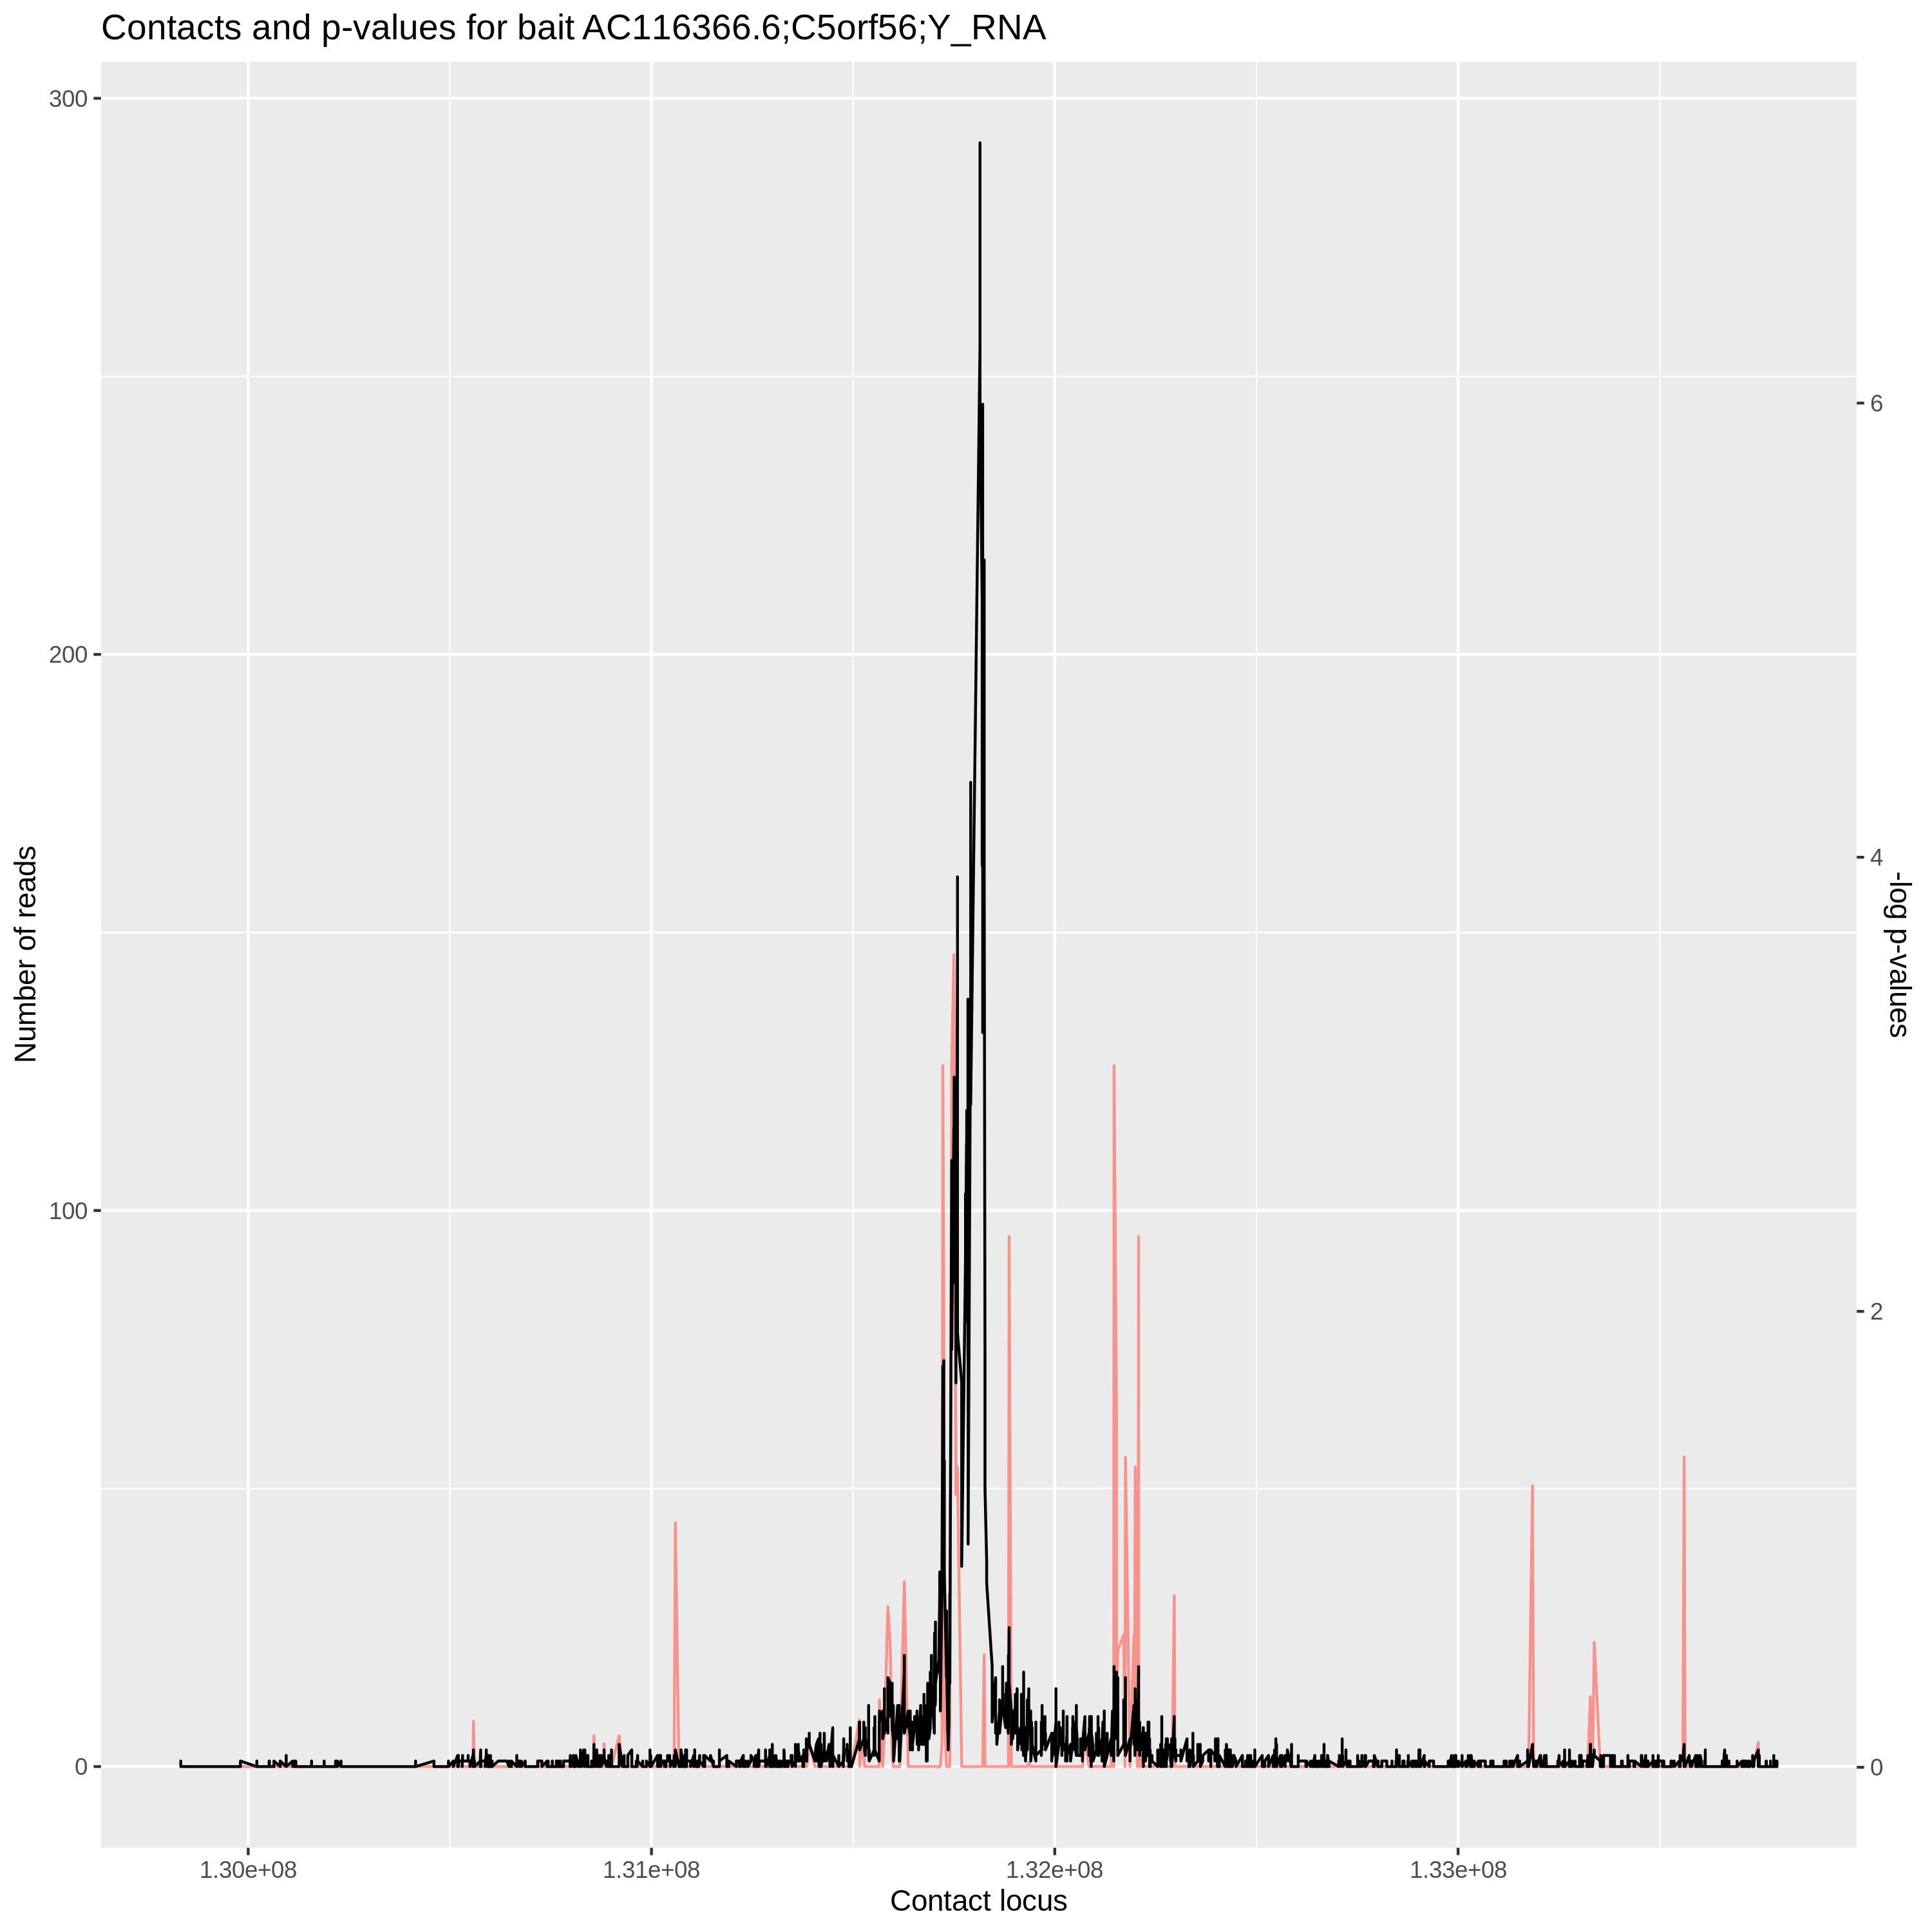 Contacts and p-values for bait AC116366.6;C5orf56;Y_RNA
300
200
100
0
Number of reads
6
4
2
0
-log p-values
1.30e+08
1.31e+08
1.32e+08
1.33e+08
Contact locus